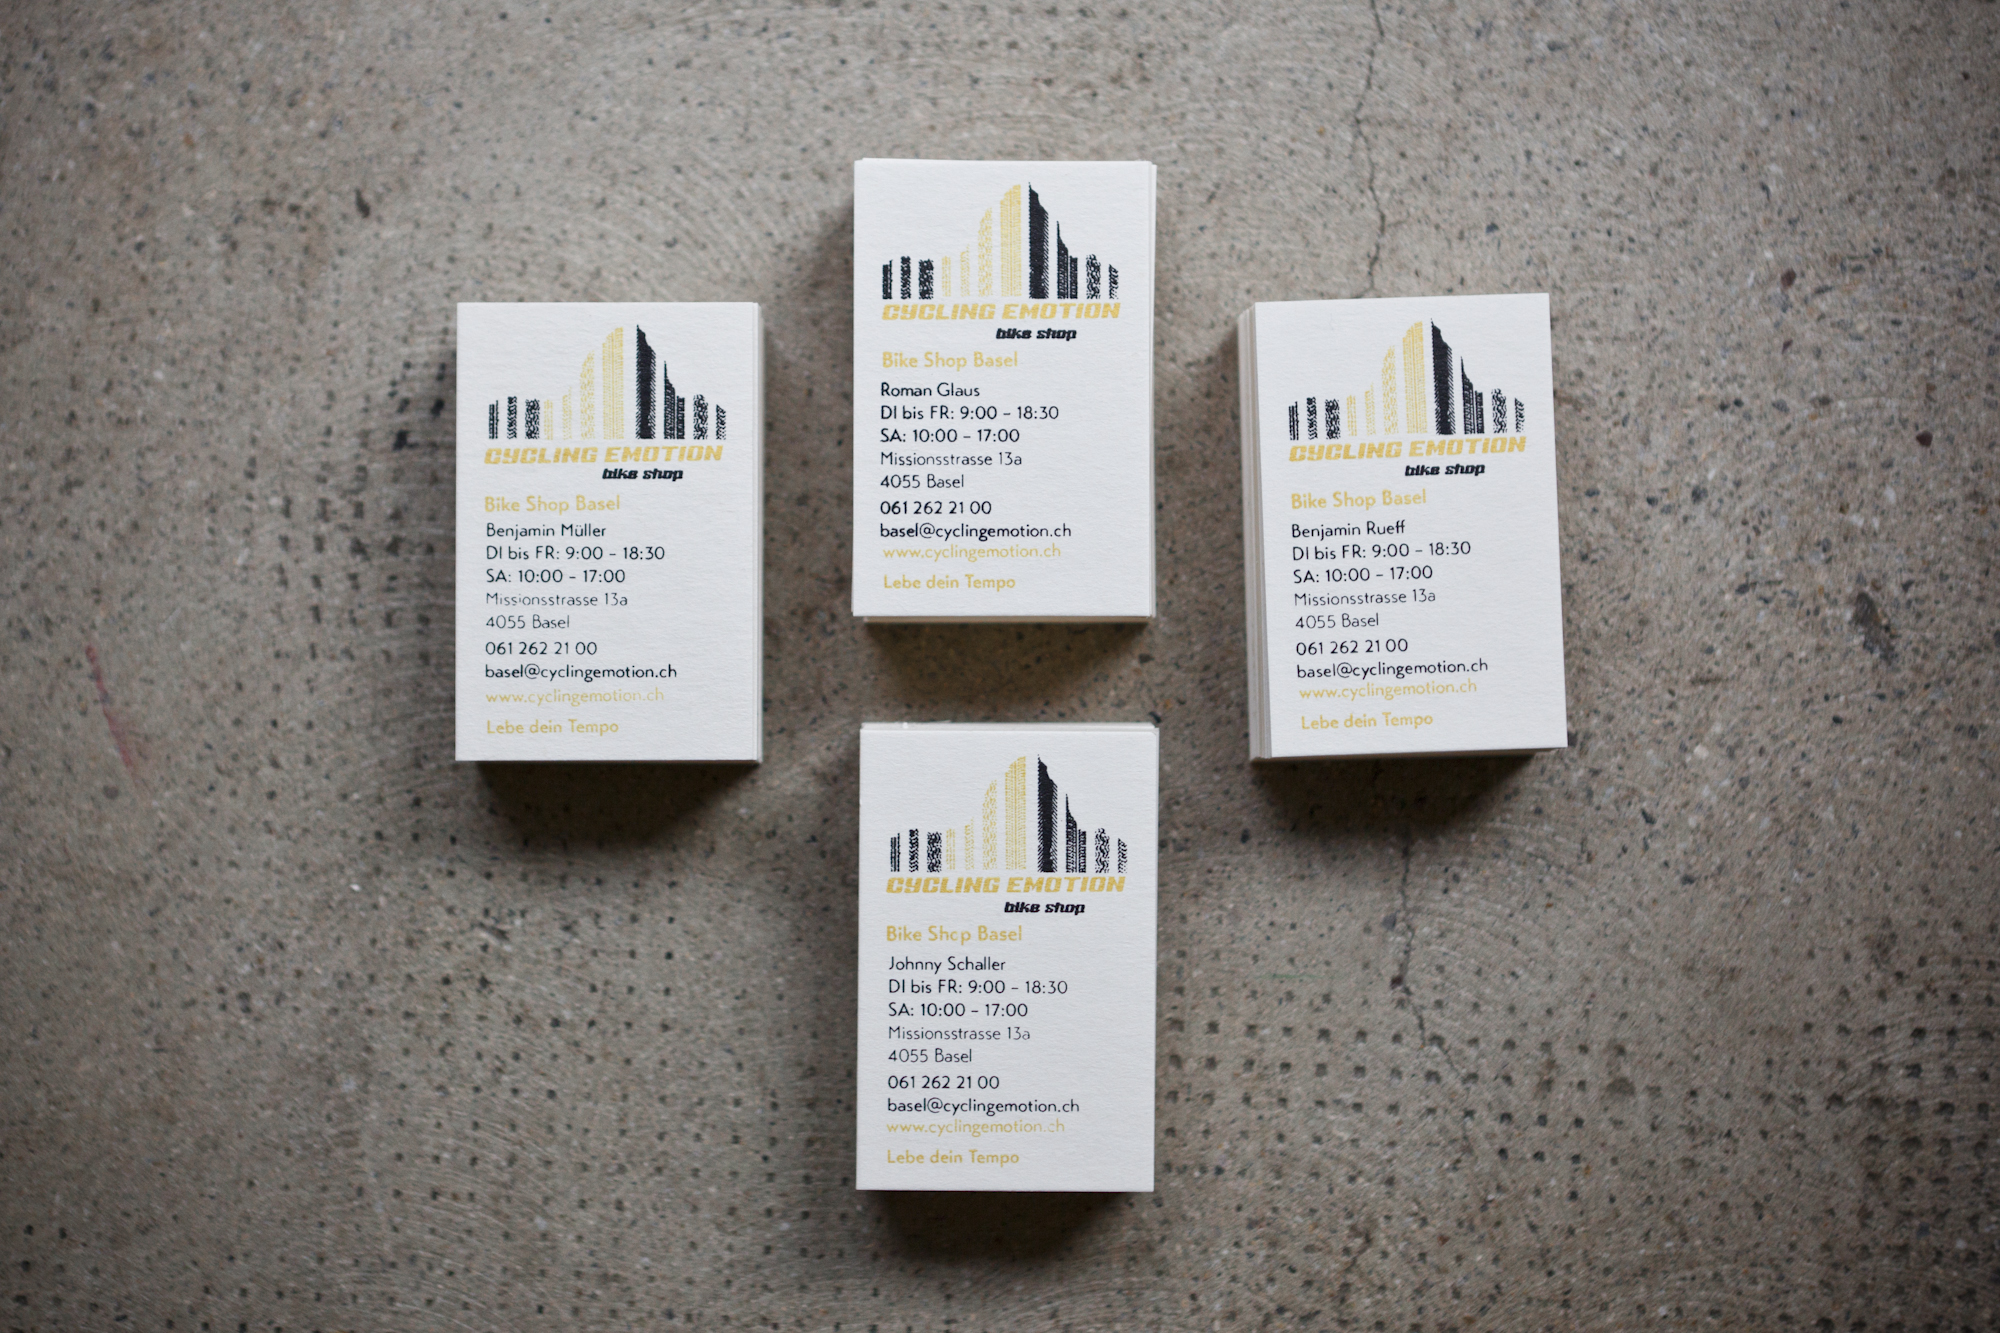 CYCLING EMOTION
bike shop
Bike Shop Basel
Roman Glaus
DI bis FR: 9:00 – 18:30
SA: 10:00 – 17:00
Missionsstrasse 13a
4055 Basel
061 262 21 00
basel@cyclingemotion.ch
www.cyclingemotion.ch
Lebe dein Tempo
CYCLING EMOTION
bike shop
Bike Shop Basel
Benjamin Müller
DI bis FR: 9:00 – 18:30
SA: 10:00 – 17:00
Missionsstrasse 13a
4055 Basel
061 262 21 00
basel@cyclingemotion.ch
www.cyclingemotion.ch
Lebe dein Tempo
CYCLING EMOTION
bike shop
Bike Shop Basel
Benjamin Rueff
DI bis FR: 9:00 – 18:30
SA: 10:00 – 17:00
Missionsstrasse 13a
4055 Basel
061 262 21 00
basel@cyclingemotion.ch
www.cyclingemotion.ch
Lebe dein Tempo
CYCLING EMOTION
bike shop
Bike Shop Basel
Johnny Schaller
DI bis FR: 9:00 – 18:30
SA: 10:00 – 17:00
Missionsstrasse 13a
4055 Basel
061 262 21 00
basel@cyclingemotion.ch
www.cyclingemotion.ch
Lebe dein Tempo